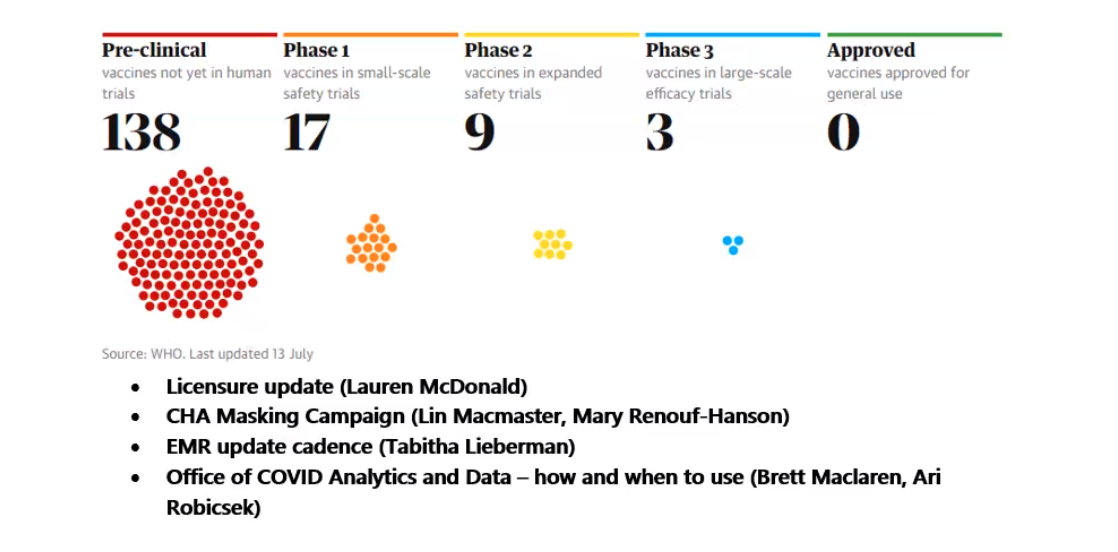 Pre-clinical
vaccines not yet in human
trials
138
Phase 1
vaccines in small-scale
safety trials
17
Phase 2
vaccines in expanded
safety trials
9
Phase 3
vaccines in large-scale
efficacy trials
3
Approved
vaccines approved for
general use
0
Source: WHO. Last updated 13 July
• Licensure update (Lauren McDonald)
• CHA Masking Campaign (Lin Macmaster, Mary Renouf-Hanson)
• EMR update cadence (Tabitha Lieberman)
• Office of COVID Analytics and Data – how and when to use (Brett Maclaren, Ari
Robicsek)